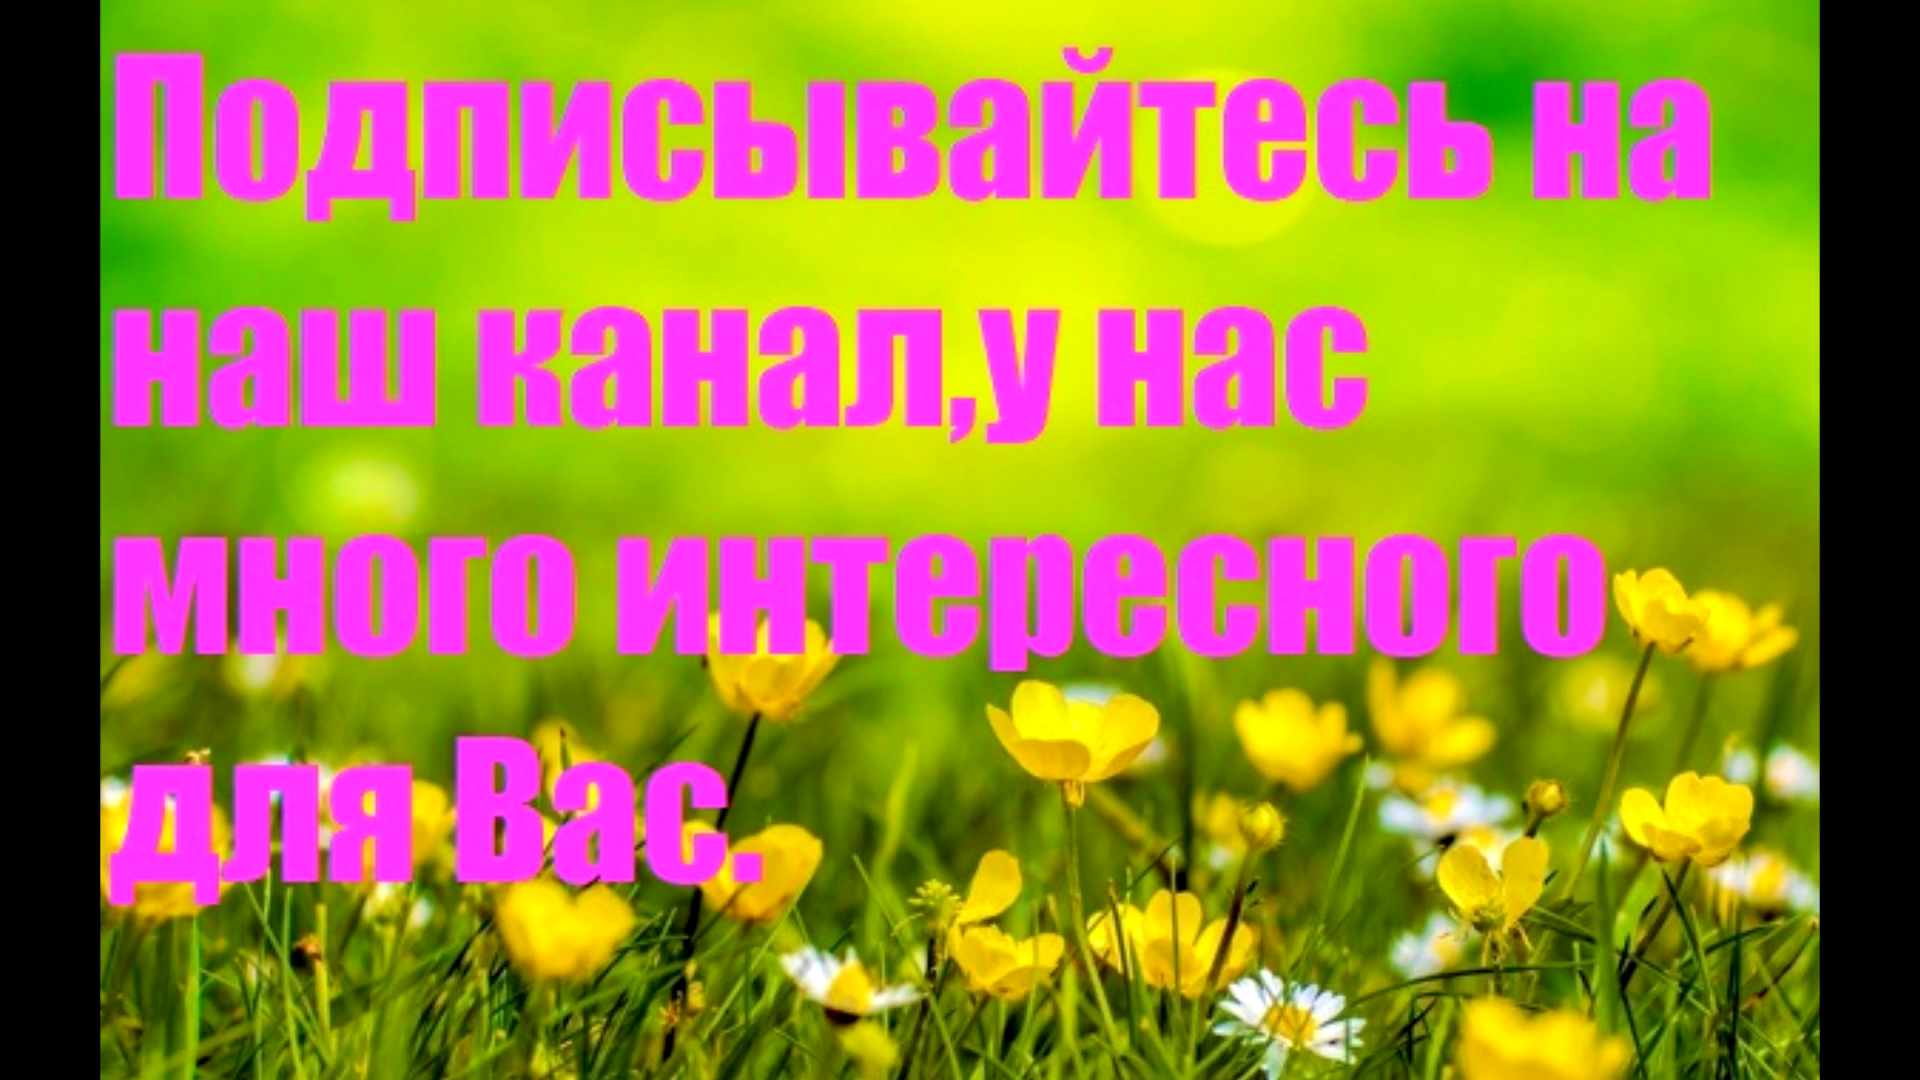 Подписывайтесь на
наш канал,у нас
много интересного
для Вас.